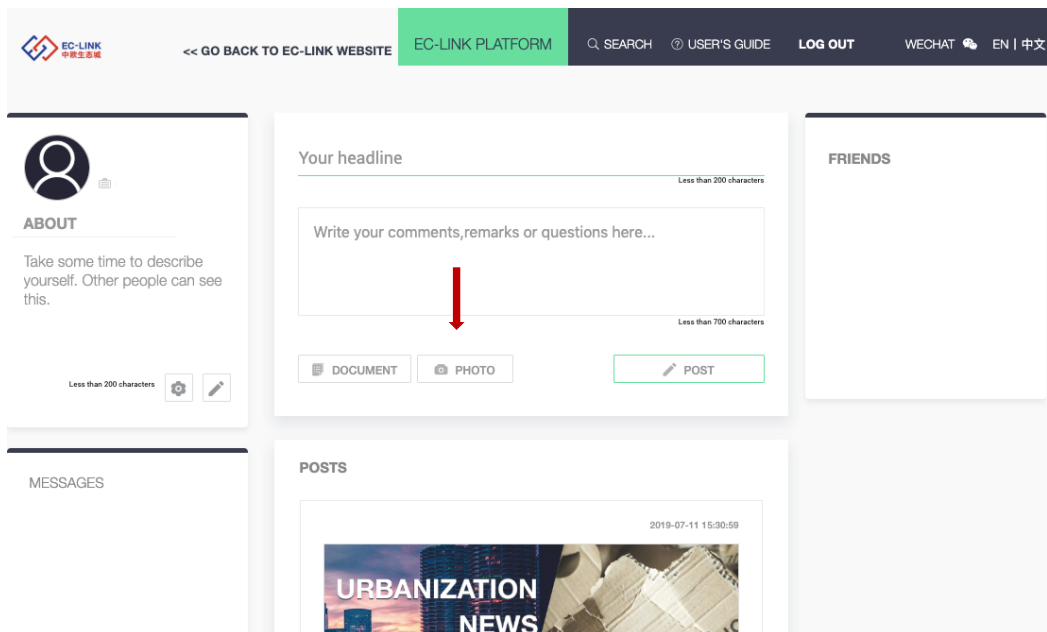 EC-LINK
中欧生态城
<< GO BACK TO EC-LINK WEBSITE
EC-LINK PLATFORM
SEARCH
USER'S GUIDE
LOG OUT
WECHAT
EN | 中文
ABOUT
Take some time to describe
yourself. Other people can see
this.
Less than 200 characters
MESSAGES
Your headline
Less than 200 characters
Write your comments,remarks or questions here...
Less than 700 characters
DOCUMENT
PHOTO
POST
POSTS
2019-07-11 15:30:59
URBANIZATION
NEWS
FRIENDS